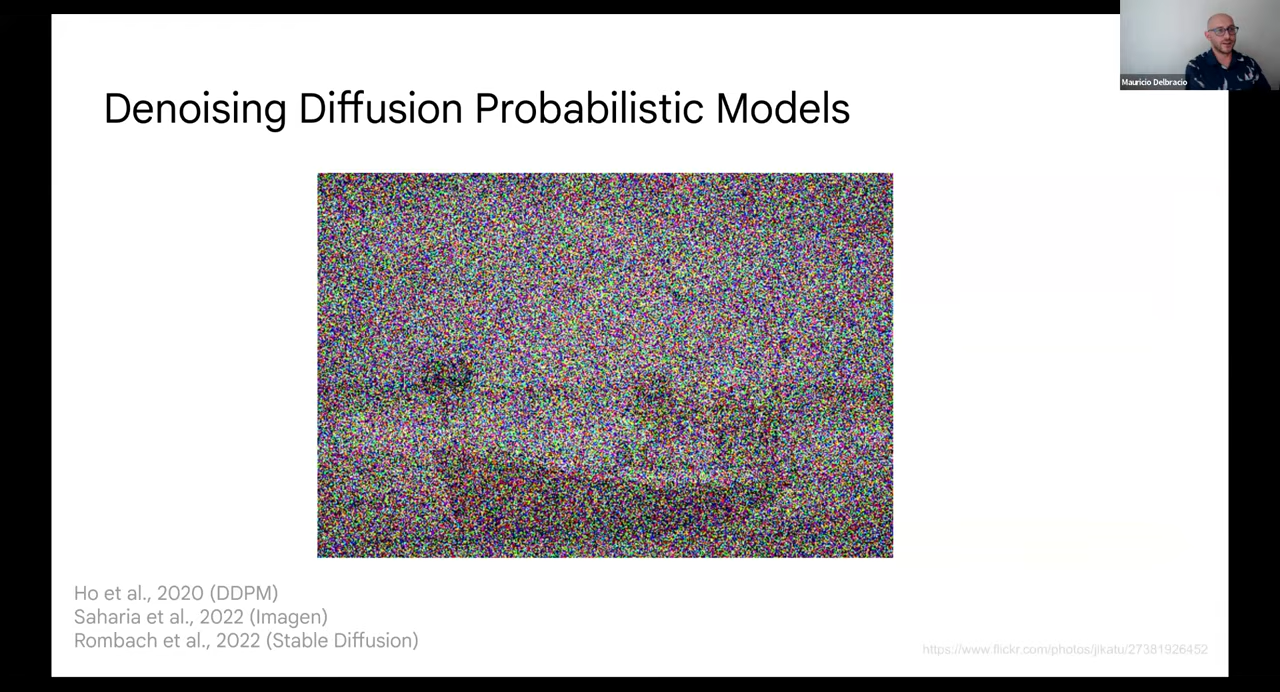 Mauricio Delbracio
Denoising Diffusion Probabilistic Models
Ho et al., 2020 (DDPM)
Saharia et al., 2022 (Imagen)
Rombach et al., 2022 (Stable Diffusion)
https://www.flickr.com/photos/jikatu/27381926452